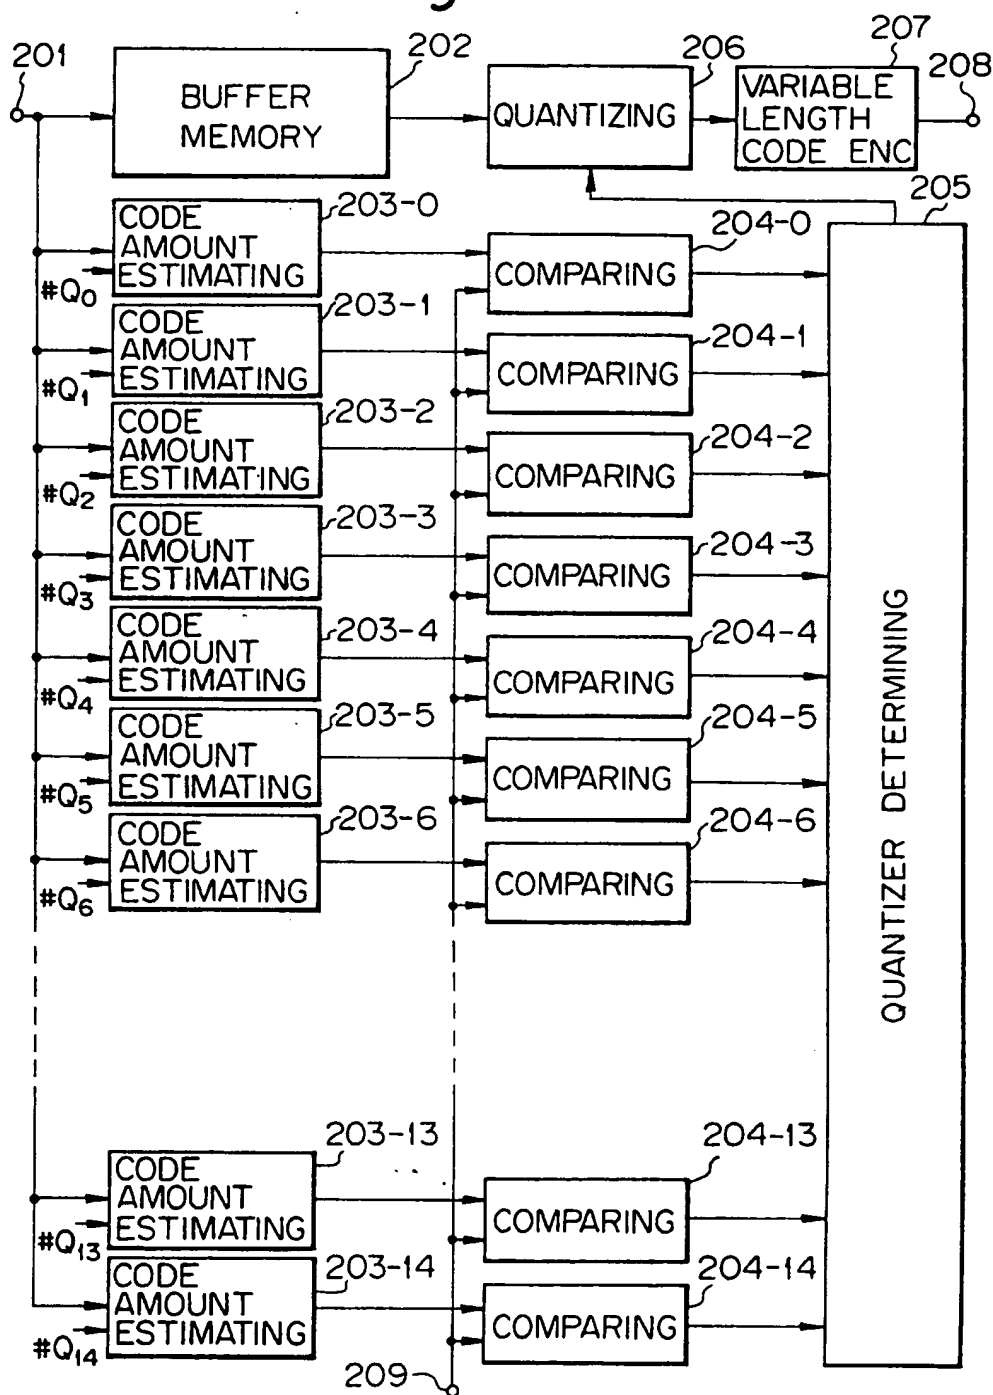 201
BUFFER
MEMORY
202
QUANTIZING
206
VARIABLE
LENGTH
CODE ENC
207
208
205
QUANTIZER DETERMINING
CODE
AMOUNT
ESTIMATING
203-0
#Q0
COMPARING
204-0
CODE
AMOUNT
ESTIMATING
203-1
#Q1
COMPARING
204-1
CODE
AMOUNT
ESTIMATING
203-2
#Q2
COMPARING
204-2
CODE
AMOUNT
ESTIMATING
203-3
#Q3
COMPARING
204-3
CODE
AMOUNT
ESTIMATING
203-4
#Q4
COMPARING
204-4
CODE
AMOUNT
ESTIMATING
203-5
#Q5
COMPARING
204-5
CODE
AMOUNT
ESTIMATING
203-6
#Q6
COMPARING
204-6
CODE
AMOUNT
ESTIMATING
203-13
#Q13
COMPARING
204-13
CODE
AMOUNT
ESTIMATING
203-14
#Q14
COMPARING
204-14
209